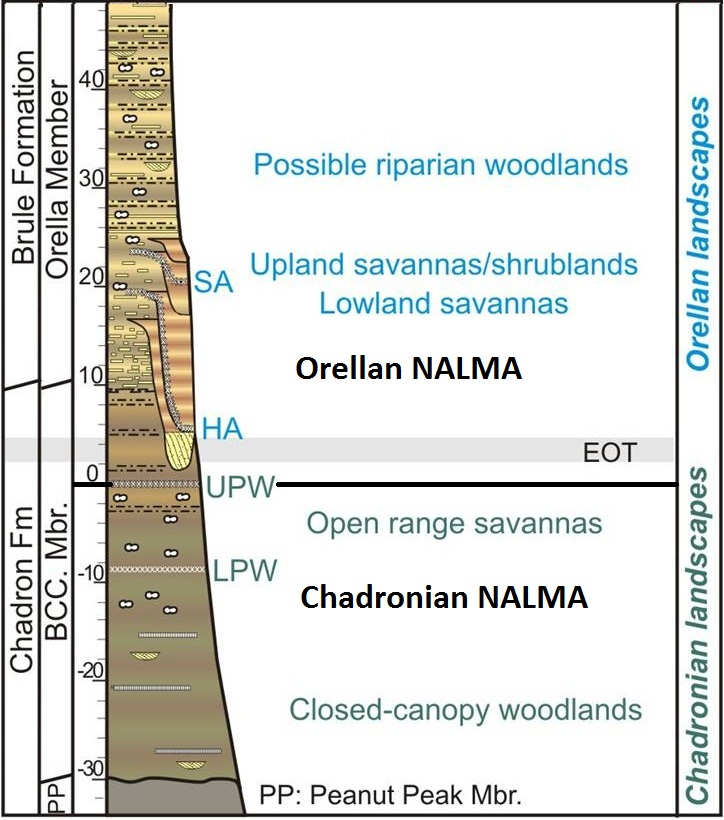 Brule Formation
Orella Member
Chadron Fm
BCC. Mbr.
PP
40
30
20
10
0
-10
-20
-30
Possible riparian woodlands
Upland savannas/shrublands
SA
Lowland savannas
Orellan NALMA
HA
EOT
UPW
Open range savannas
LPW
Chadronian NALMA
Closed-canopy woodlands
PP: Peanut Peak Mbr.
Orellan landscapes
Chadronian landscapes